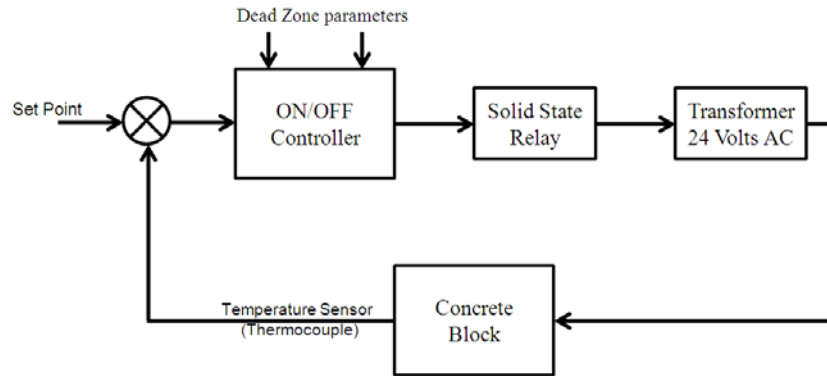 Dead Zone parameters
Set Point
ON/OFF
Controller
Solid State
Relay
Transformer
24 Volts AC
Temperature Sensor
(Thermocouple)
Concrete
Block